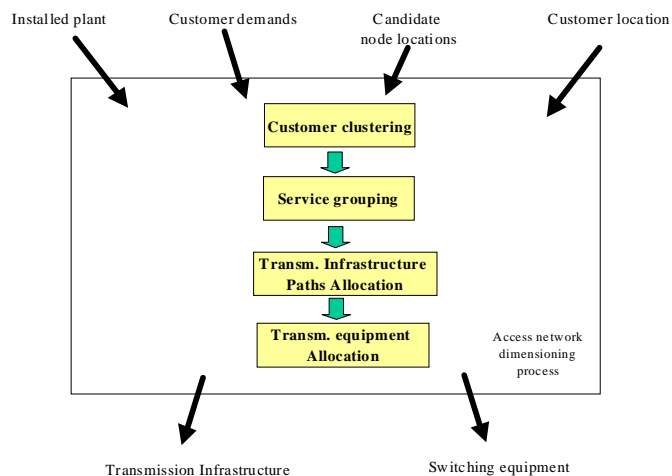 Installed plant
Customer demands
Candidate
node locations
Customer location
Customer clustering
Service grouping
Transm. Infrastructure
Paths Allocation
Transm. equipment
Allocation
Access network
dimensioning
process
Transmission Infrastructure
Switching equipment